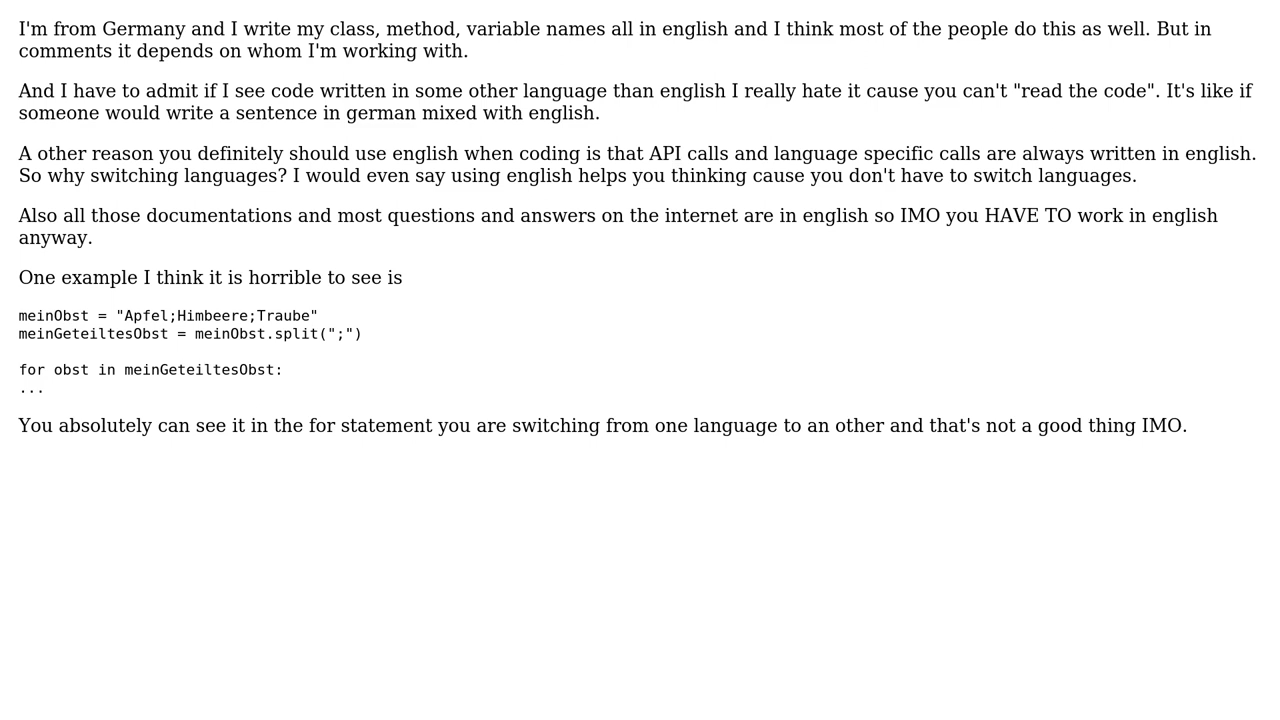 I'm from Germany and I write my class, method, variable names all in english and I think most of the people do this as well. But in
comments it depends on whom I'm working with.
And I have to admit if I see code written in some other language than english I really hate it cause you can't "read the code". It's like if
someone would write a sentence in german mixed with english.
A other reason you definitely should use english when coding is that API calls and language specific calls are always written in english.
So why switching languages? I would even say using english helps you thinking cause you don't have to switch languages.
Also all those documentations and most questions and answers on the internet are in english so IMO you HAVE TO work in english
anyway.
One example I think it is horrible to see is
meinObst = "Apfel;Himbeere;Traube"
meinGeteiltesObst = meinObst.split(";")
for obst in meinGeteiltesObst:
...
You absolutely can see it in the for statement you are switching from one language to an other and that's not a good thing IMO.